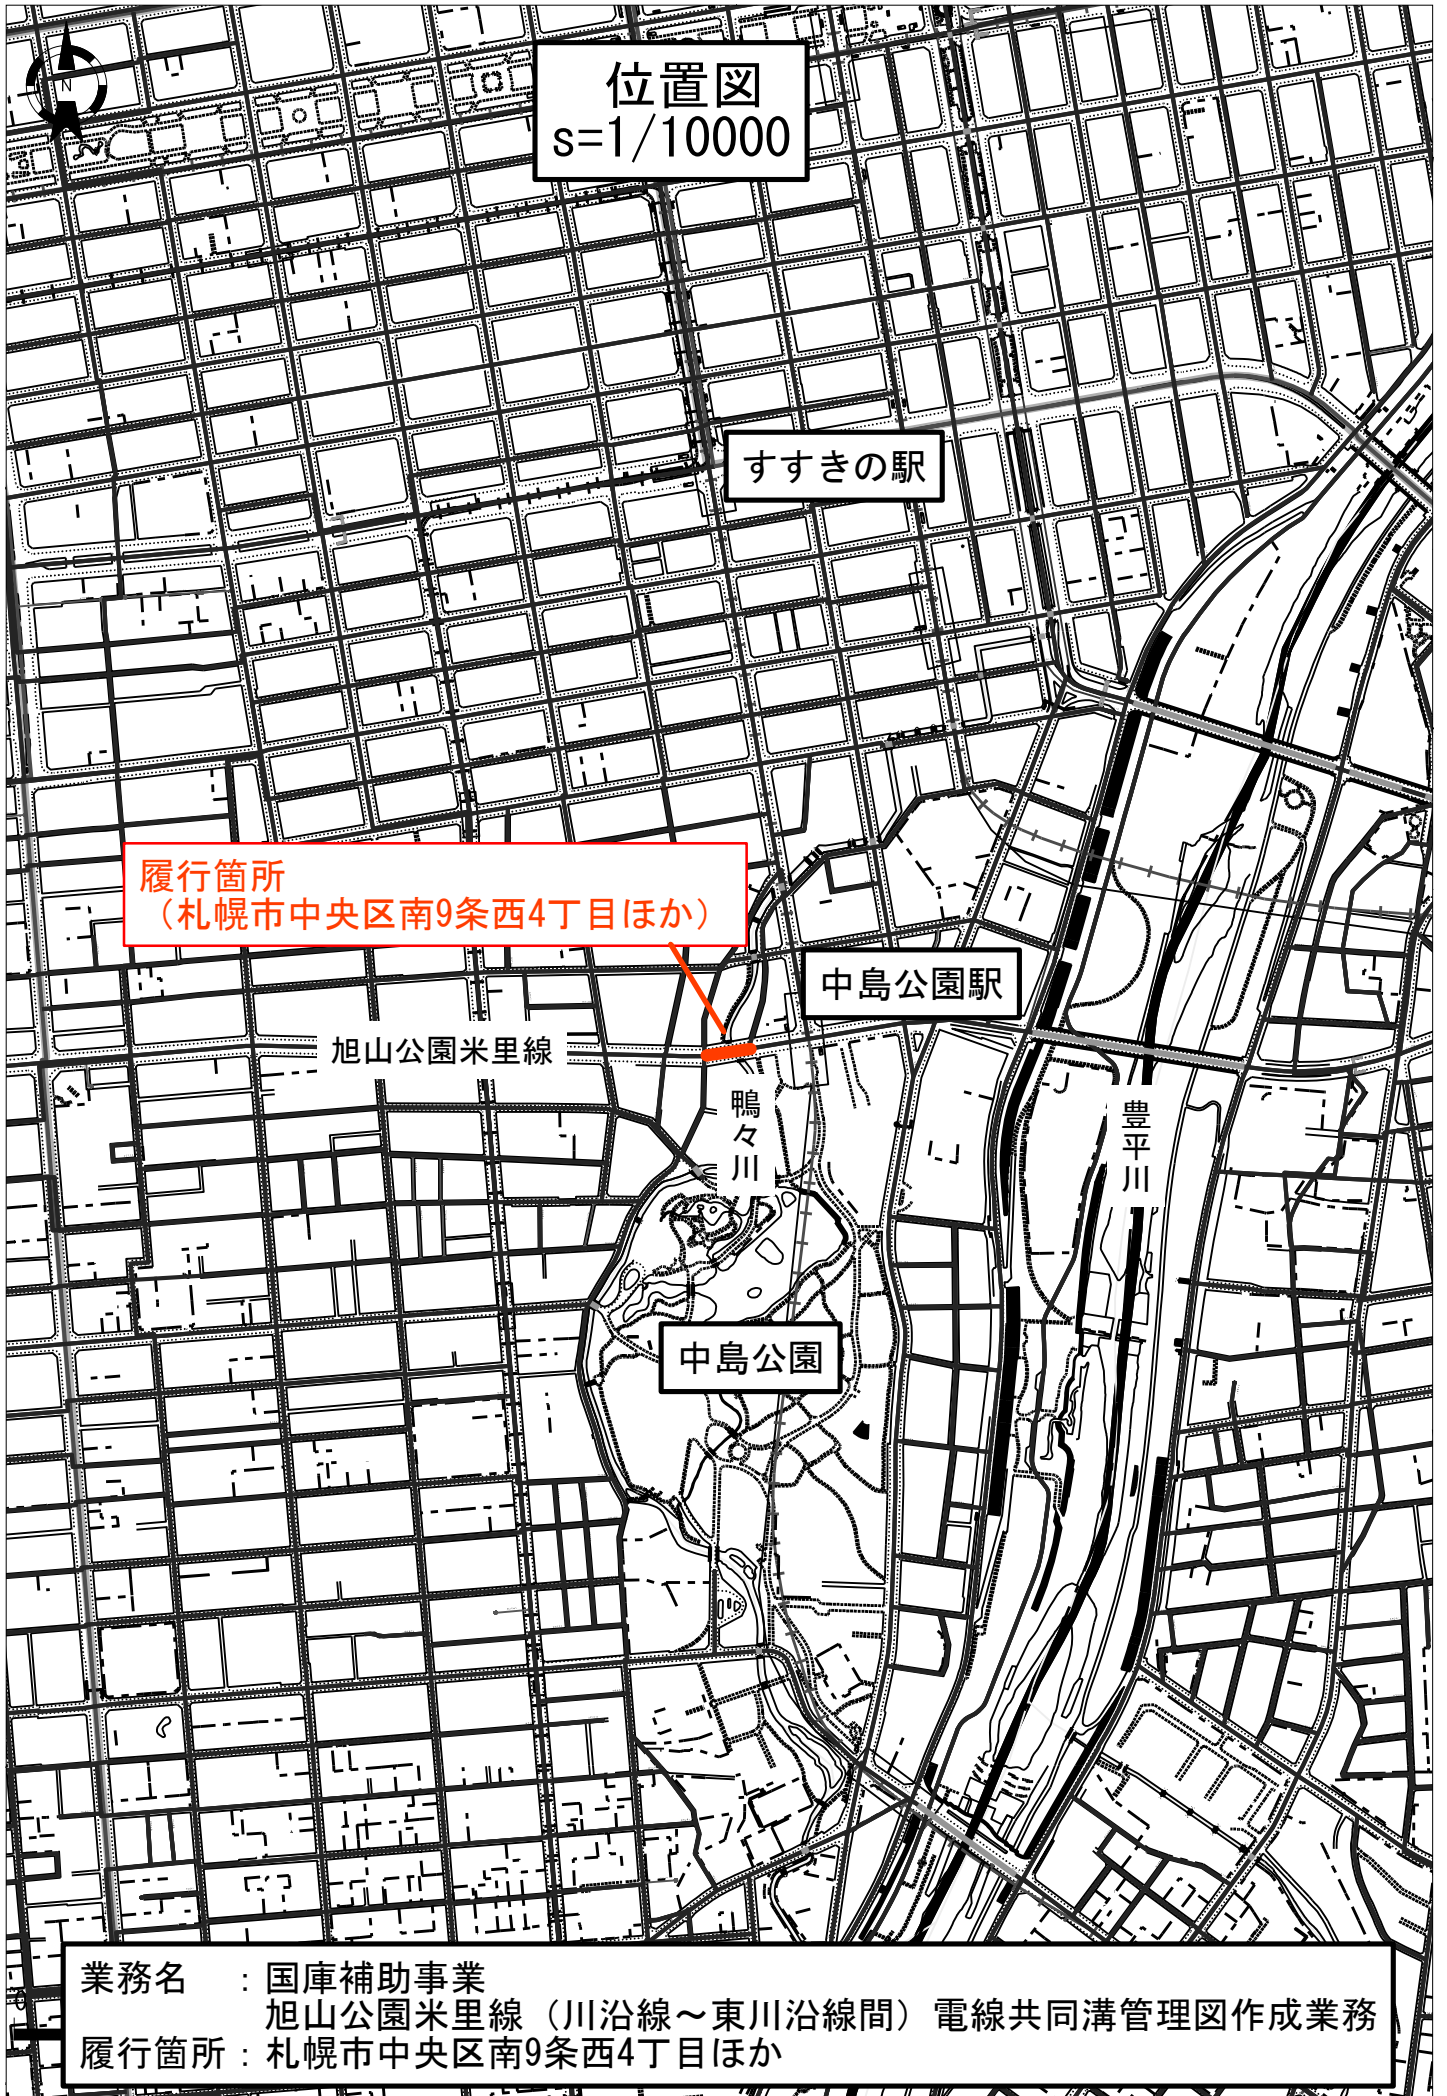 N
位置図
s=1/10000
すすきの駅
履行箇所
（札幌市中央区南9条西4丁目ほか）
中島公園駅
旭山公園米里線
鴨々川
豊平川
中島公園
業務名　：国庫補助事業
旭山公園米里線（川沿線～東川沿線間）電線共同溝管理図作成業務
履行箇所：札幌市中央区南9条西4丁目ほか
0